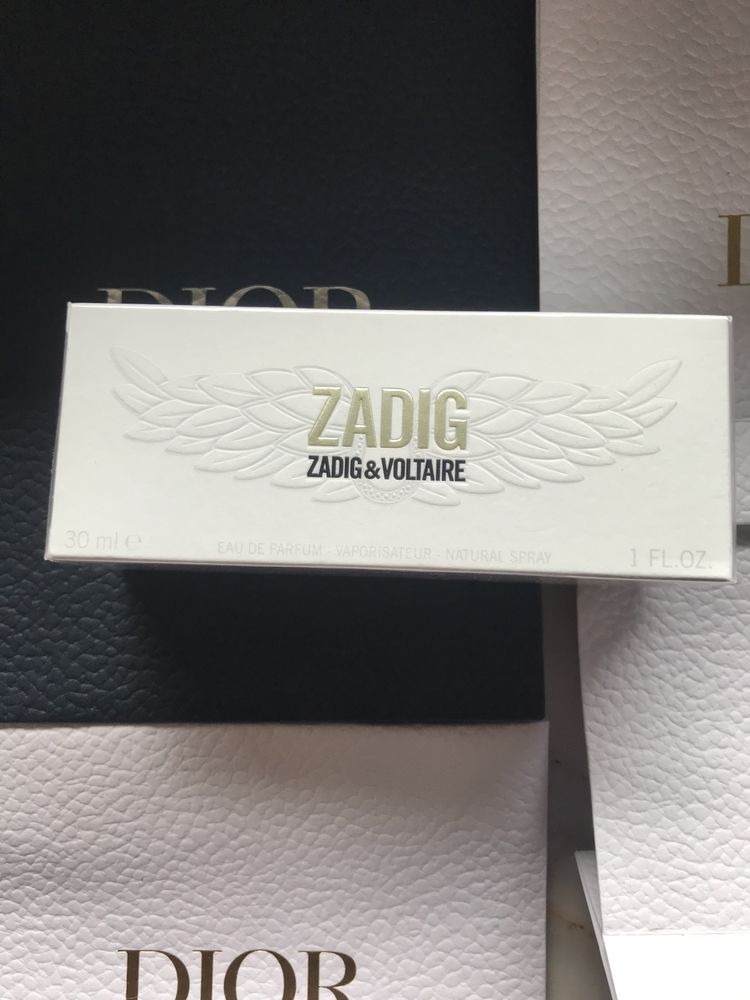 DIOR
ZADIG
ZADIG&VOLTAIRE
30 ml e
EAU DE PARFUM - VAPORISATEUR - NATURAL SPRAY
1 FL.OZ.
DIOR